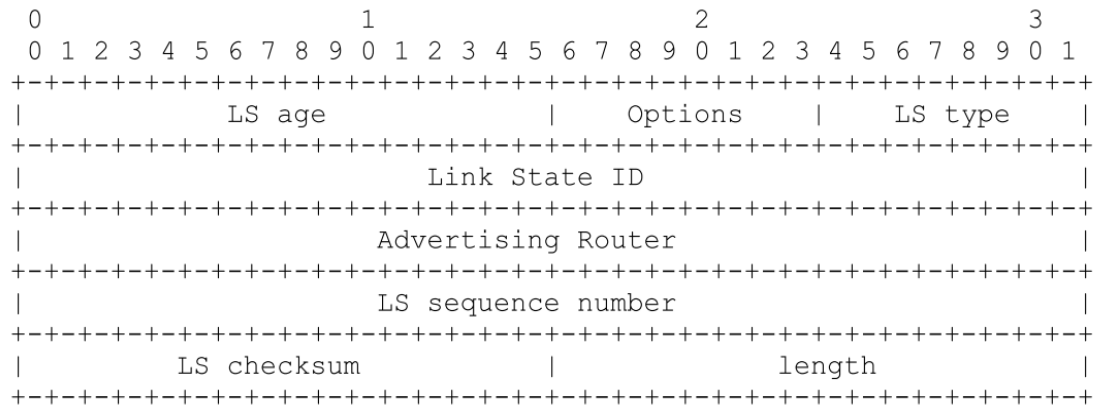 0                   1                   2                   3
 0 1 2 3 4 5 6 7 8 9 0 1 2 3 4 5 6 7 8 9 0 1 2 3 4 5 6 7 8 9 0 1
+-+-+-+-+-+-+-+-+-+-+-+-+-+-+-+-+-+-+-+-+-+-+-+-+-+-+-+-+-+-+-+-+
|            LS age             |    Options    |    LS type    |
+-+-+-+-+-+-+-+-+-+-+-+-+-+-+-+-+-+-+-+-+-+-+-+-+-+-+-+-+-+-+-+-+
|                        Link State ID                          |
+-+-+-+-+-+-+-+-+-+-+-+-+-+-+-+-+-+-+-+-+-+-+-+-+-+-+-+-+-+-+-+-+
|                     Advertising Router                        |
+-+-+-+-+-+-+-+-+-+-+-+-+-+-+-+-+-+-+-+-+-+-+-+-+-+-+-+-+-+-+-+-+
|                     LS sequence number                        |
+-+-+-+-+-+-+-+-+-+-+-+-+-+-+-+-+-+-+-+-+-+-+-+-+-+-+-+-+-+-+-+-+
|         LS checksum           |             length            |
+-+-+-+-+-+-+-+-+-+-+-+-+-+-+-+-+-+-+-+-+-+-+-+-+-+-+-+-+-+-+-+-+